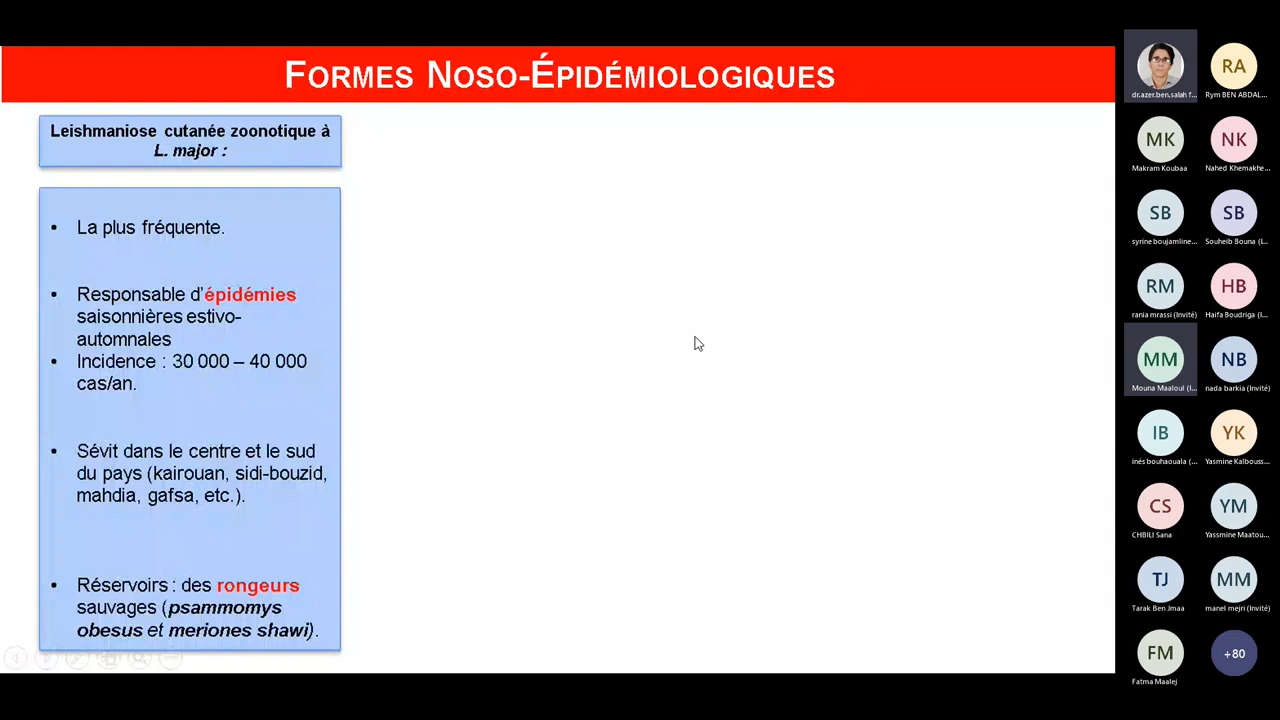 FORMES NOSO-ÉPIDÉMIOLOGIQUES
Leishmaniose cutanée zoonotique à
L. major :
• La plus fréquente.
• Responsable d'épidémies
saisonnières estivo-
automnales
• Incidence : 30 000 – 40 000
cas/an.
• Sévit dans le centre et le sud
du pays (kairouan, sidi-bouzid,
mahdia, gafsa, etc.).
• Réservoirs : des rongeurs
sauvages (psammomys
obesus et meriones shawi).
dr.azer.ben.salah f...
RA
Rym BEN ABDAL...
MK
Makram Koubaa
NK
Nahed Khemakhe...
SB
syrine boujamline...
SB
Souheib Bouna (I...
RM
rania mrassi (Invité)
HB
Haifa Boudriga (I...
MM
Mouna Maaloul (I...
NB
nada barkia (Invité)
IB
inès bouhaouala (...
YK
Yasmine Kalbouss...
CS
CHBILI Sana
YM
Yassmine Maatou...
TJ
Tarak Ben Jmaa
MM
manel mejri (Invité)
FM
Fatma Maalej
+80